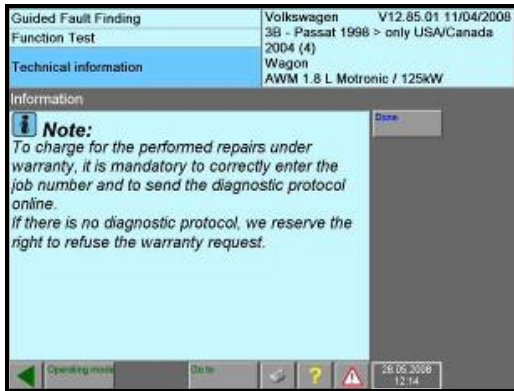 Guided Fault Finding
Function Test
Technical information
Volkswagen V12.85.01 11/04/2008
3B - Passat 1998 > only USA/Canada
2004 (4)
Wagon
AWM 1.8 L Motronic / 125kW
Information
Note:
To charge for the performed repairs under
warranty, it is mandatory to correctly enter the
job number and to send the diagnostic protocol
online.
If there is no diagnostic protocol, we reserve the
right to refuse the warranty request.
Done
Operating mode
Go to
28.05.2008
12:14